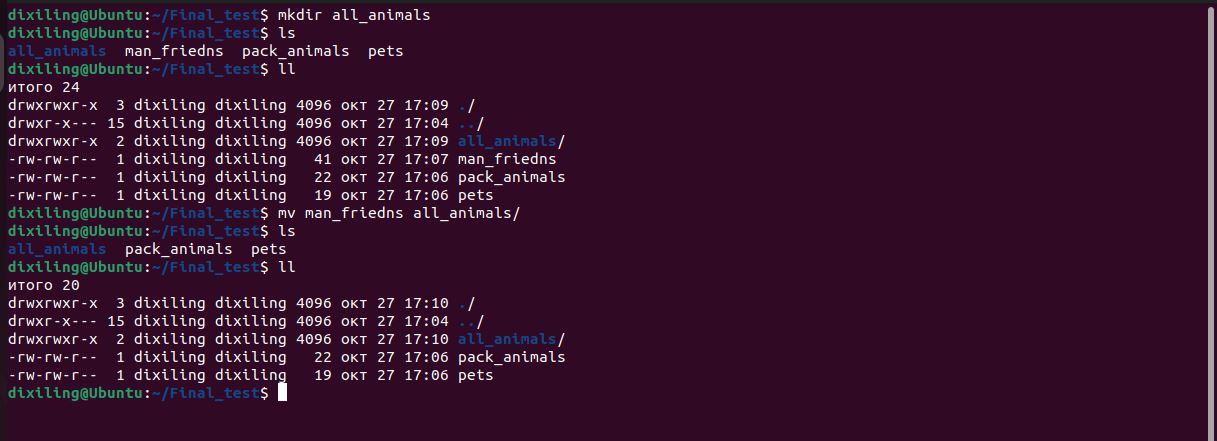 dixiling@Ubuntu:~/Final_test$ mkdir all_animals
dixiling@Ubuntu:~/Final_test$ ls
all_animals  man_friedns  pack_animals  pets
dixiling@Ubuntu:~/Final_test$ ll
итого 24
drwxrwxr-x  3 dixiling dixiling 4096 окт 27 17:09 ./
drwxr-x--- 15 dixiling dixiling 4096 окт 27 17:04 ../
drwxrwxr-x  2 dixiling dixiling 4096 окт 27 17:09 all_animals/
-rw-rw-r--  1 dixiling dixiling   41 окт 27 17:07 man_friedns
-rw-rw-r--  1 dixiling dixiling   22 окт 27 17:06 pack_animals
-rw-rw-r--  1 dixiling dixiling   19 окт 27 17:06 pets
dixiling@Ubuntu:~/Final_test$ mv man_friedns all_animals/
dixiling@Ubuntu:~/Final_test$ ls
all_animals  pack_animals  pets
dixiling@Ubuntu:~/Final_test$ ll
итого 20
drwxrwxr-x  3 dixiling dixiling 4096 окт 27 17:10 ./
drwxr-x--- 15 dixiling dixiling 4096 окт 27 17:04 ../
drwxrwxr-x  2 dixiling dixiling 4096 окт 27 17:10 all_animals/
-rw-rw-r--  1 dixiling dixiling   22 окт 27 17:06 pack_animals
-rw-rw-r--  1 dixiling dixiling   19 окт 27 17:06 pets
dixiling@Ubuntu:~/Final_test$